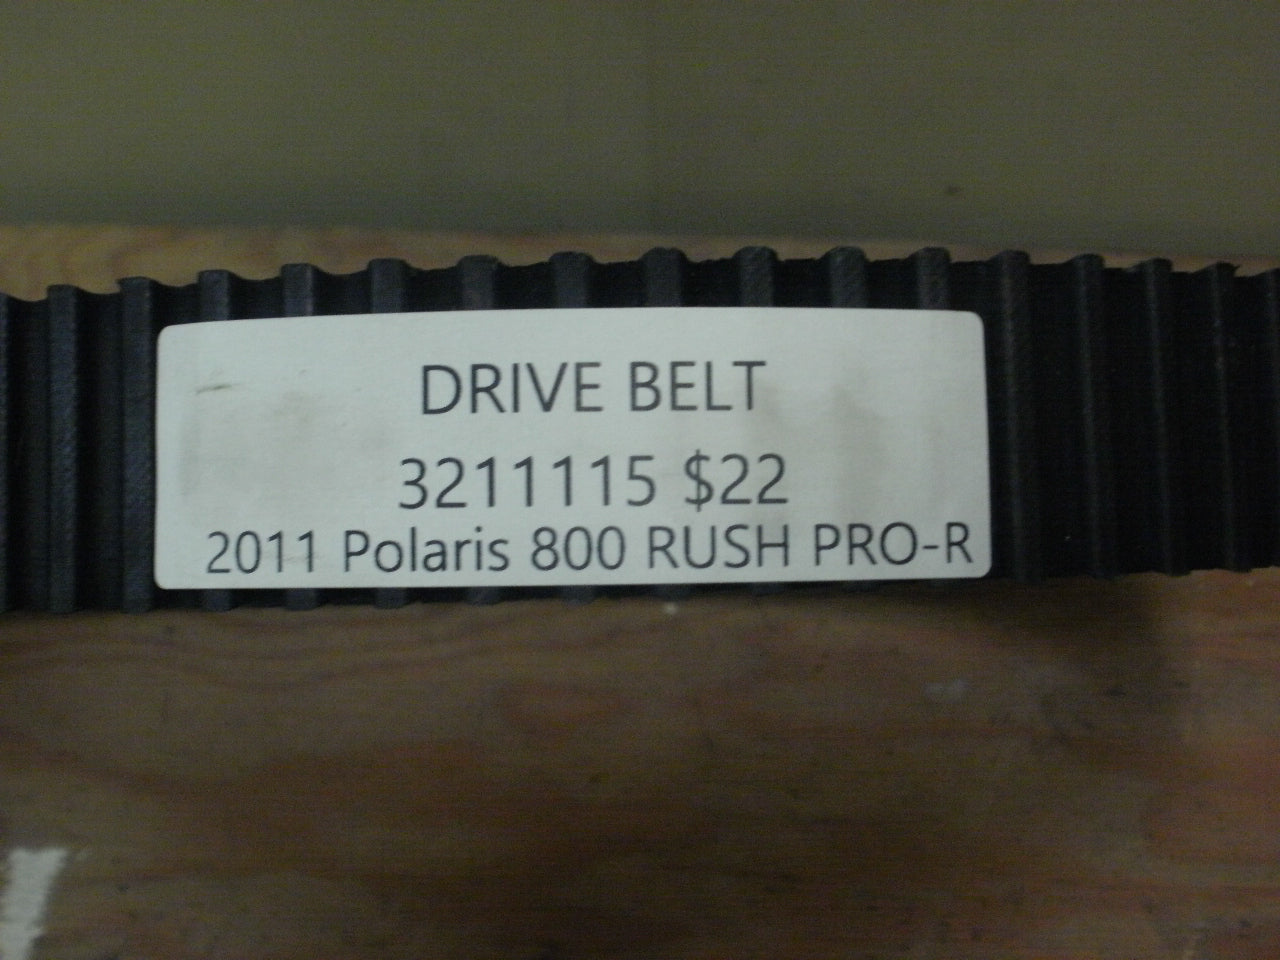 DRIVE BELT
3211115 $22
2011 Polaris 800 RUSH PRO-R